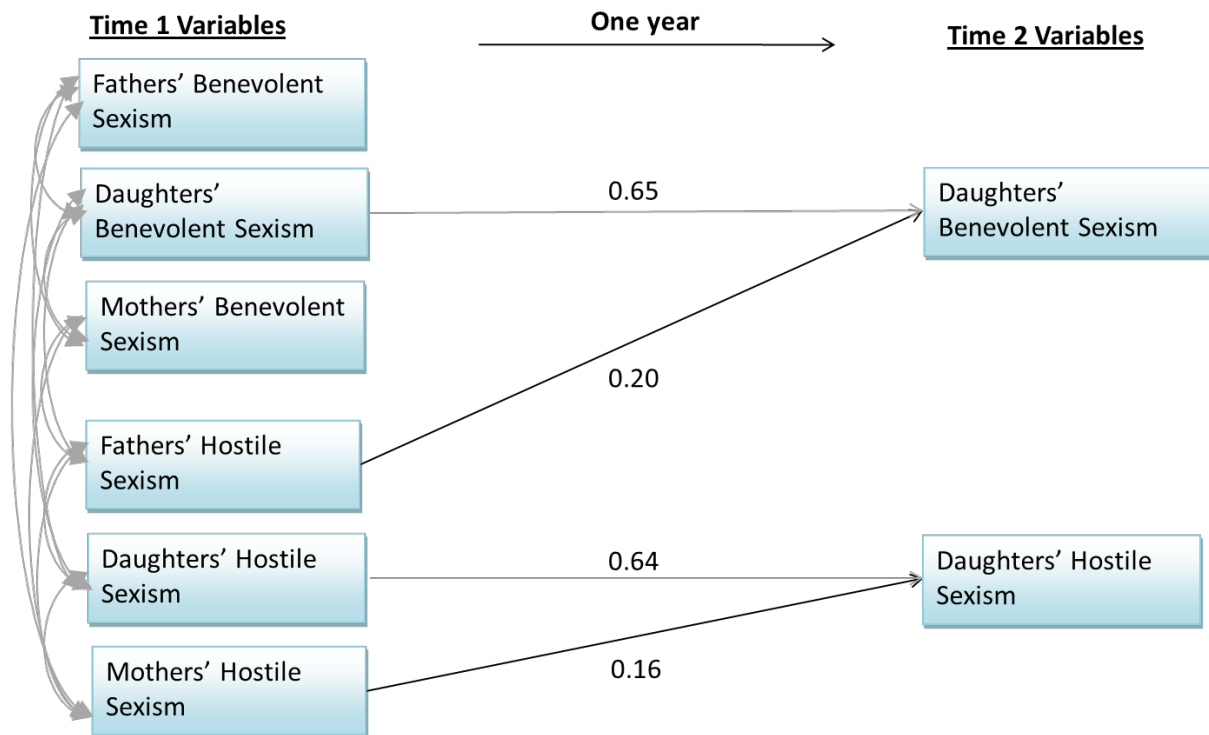 Time 1 Variables
One year
Time 2 Variables
Fathers’ Benevolent
Sexism
Daughters’
Benevolent Sexism
0.65
Daughters’
Benevolent Sexism
Mothers’ Benevolent
Sexism
0.20
Fathers’ Hostile
Sexism
Daughters’ Hostile
Sexism
0.64
Daughters’ Hostile
Sexism
Mothers’ Hostile
Sexism
0.16